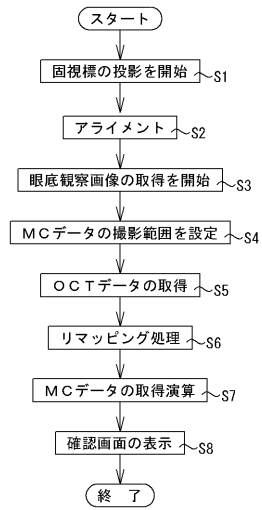 スタート
固視標の投影を開始 S1
アライメント S2
眼底観察画像の取得を開始 S3
MCデータの撮影範囲を設定 S4
OCTデータの取得 S5
リマッピング処理 S6
MCデータの取得演算 S7
確認画面の表示 S8
終 了